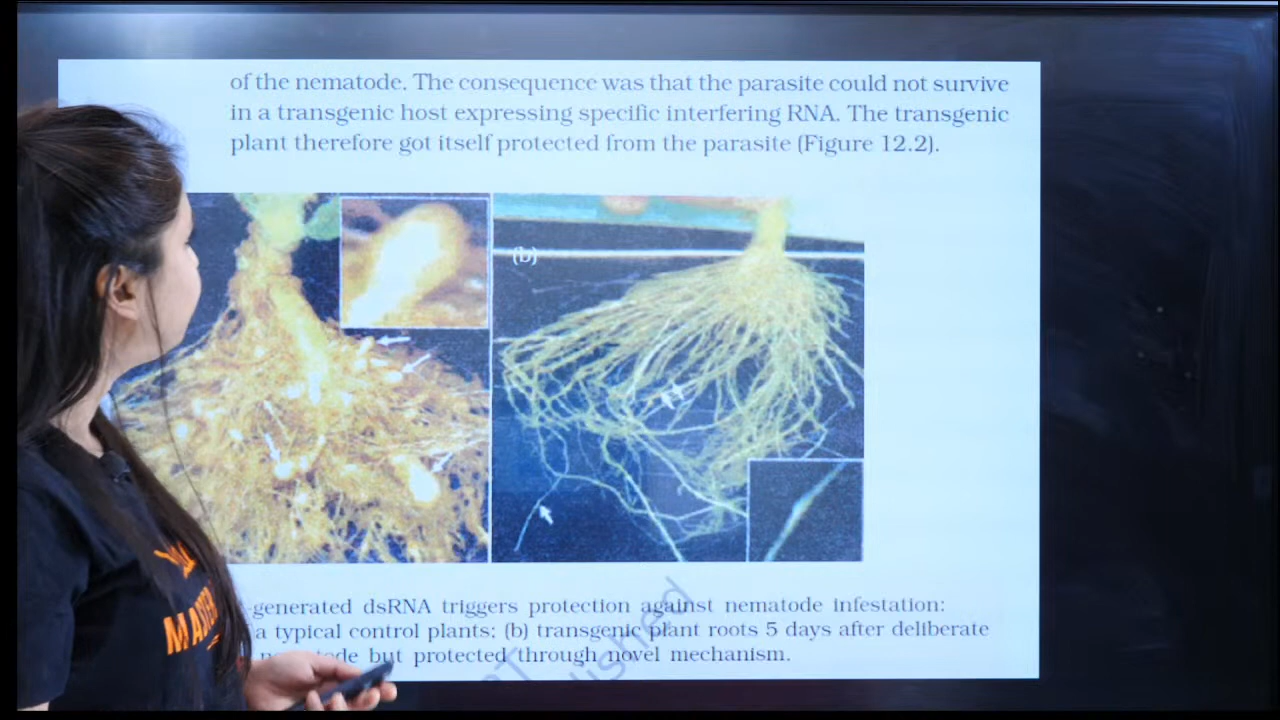 of the nematode. The consequence was that the parasite could not survive
in a transgenic host expressing specific interfering RNA. The transgenic
plant therefore got itself protected from the parasite (Figure 12.2).
(b)
generated dsRNA triggers protection against nematode infestation:
a typical control plants; (b) transgenic plant roots 5 days after deliberate
but protected through novel mechanism.